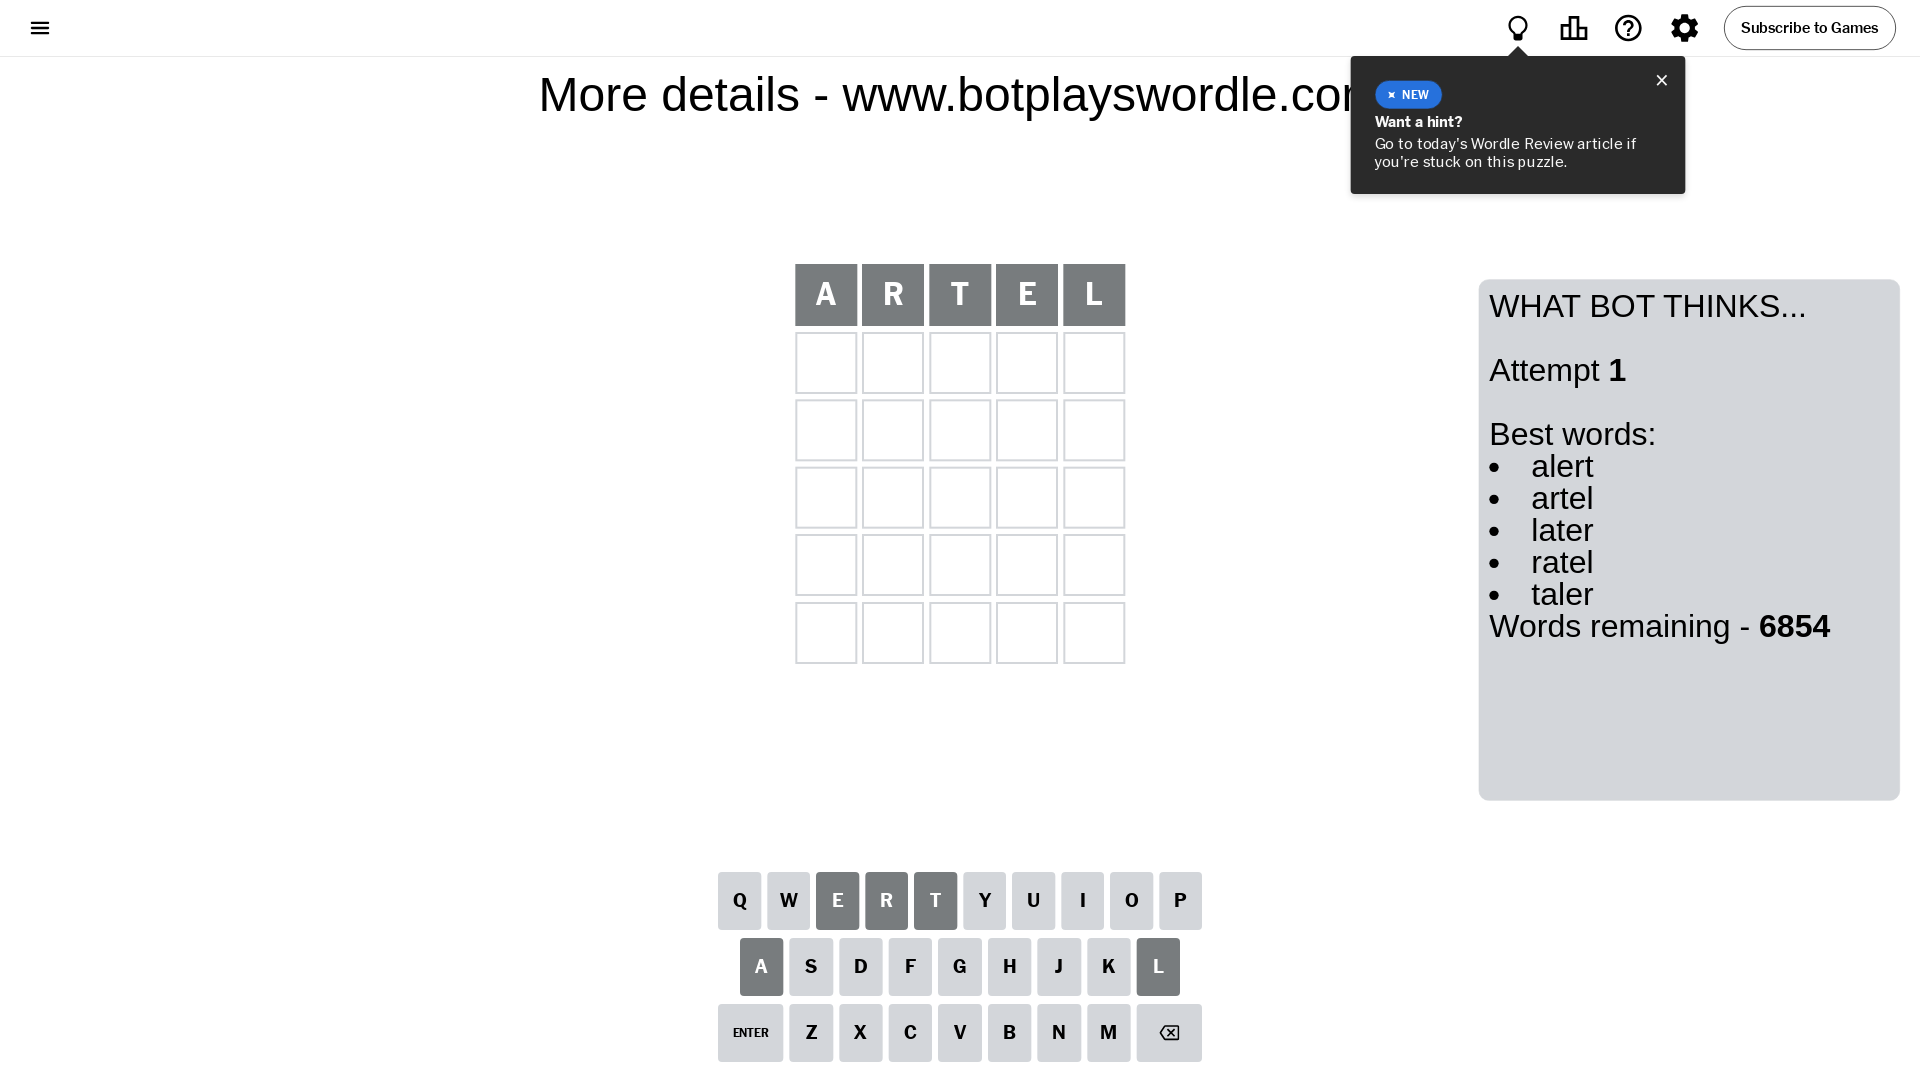 Subscribe to Games
More details - www.botplayswordle.co
NEW
Want a hint?
Go to today's Wordle Review article if
you're stuck on this puzzle.
A R T E L
WHAT BOT THINKS...
Attempt 1
Best words:
• alert
• artel
• later
• ratel
• taler
Words remaining - 6854
Q W E R T Y U I O P
A S D F G H J K L
ENTER Z X C V B N M